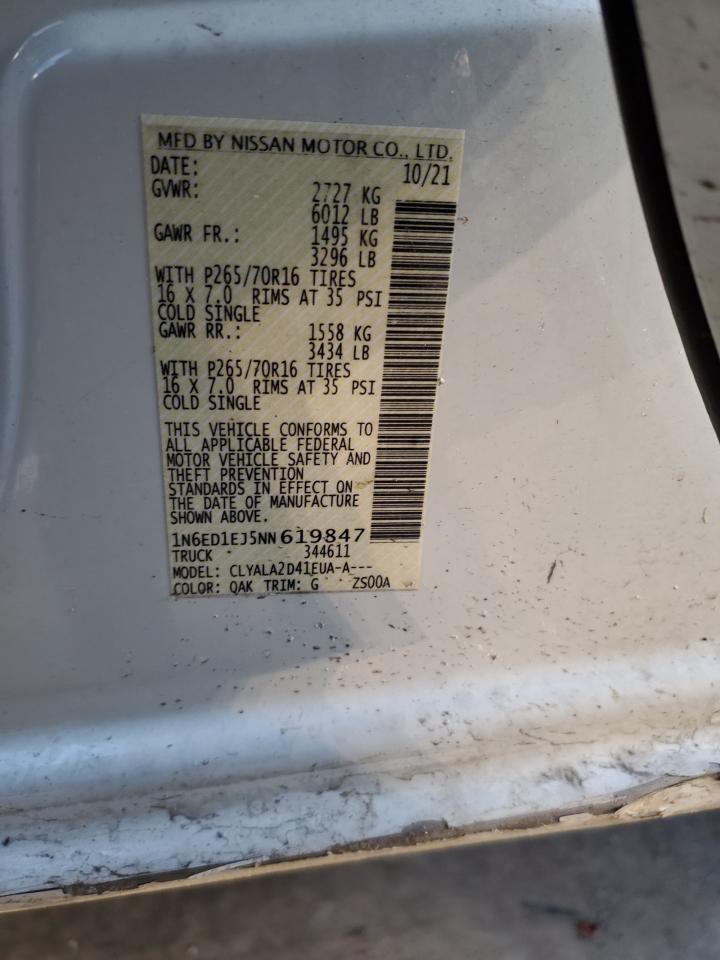 MFD BY NISSAN MOTOR CO., LTD.
DATE: 10/21
GVWR: 2727 KG
6012 LB
GAWR FR.: 1495 KG
3296 LB
WITH P265/70R16 TIRES
16 X 7.0 RIMS AT 35 PSI
COLD SINGLE
GAWR RR.: 1558 KG
3434 LB
WITH P265/70R16 TIRES
16 X 7.0 RIMS AT 35 PSI
COLD SINGLE
THIS VEHICLE CONFORMS TO
ALL APPLICABLE FEDERAL
MOTOR VEHICLE SAFETY AND
THEFT PREVENTION
STANDARDS IN EFFECT ON
THE DATE OF MANUFACTURE
SHOWN ABOVE.
1N6ED1EJ5NN619847
TRUCK 344611
MODEL: CLYALA2D41EUA-A---
COLOR: QAK TRIM: G ZS00A